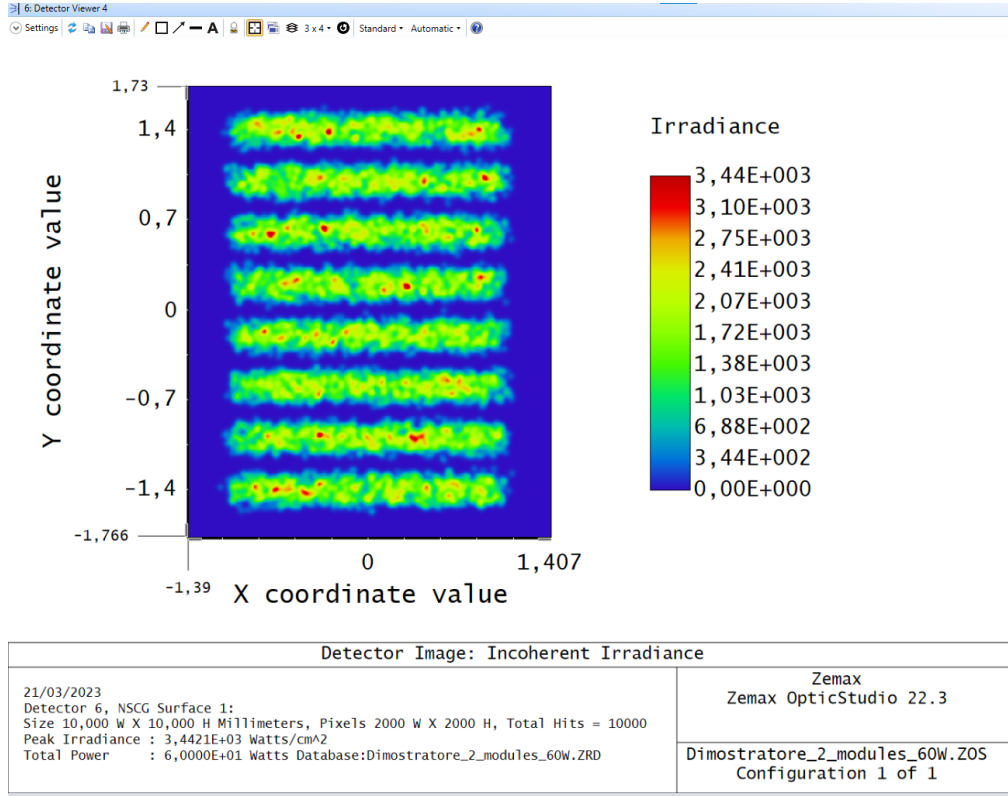 6: Detector Viewer 4
Settings A 3 x 4 Standard Automatic
1,73
1,4
0,7
0
-0,7
-1,4
-1,766
Y coordinate value
-1,39
0
1,407
X coordinate value
Irradiance
3,44E+003
3,10E+003
2,75E+003
2,41E+003
2,07E+003
1,72E+003
1,38E+003
1,03E+003
6,88E+002
3,44E+002
0,00E+000
Detector Image: Incoherent Irradiance
21/03/2023
Detector 6, NSCG Surface 1:
Size 10,000 W X 10,000 H Millimeters, Pixels 2000 W X 2000 H, Total Hits = 10000
Peak Irradiance : 3,4421E+03 Watts/cm^2
Total Power : 6,0000E+01 Watts Database:Dimostratore_2_modules_60W.ZRD
Zemax
Zemax OpticStudio 22.3
Dimostratore_2_modules_60W.ZOS
Configuration 1 of 1